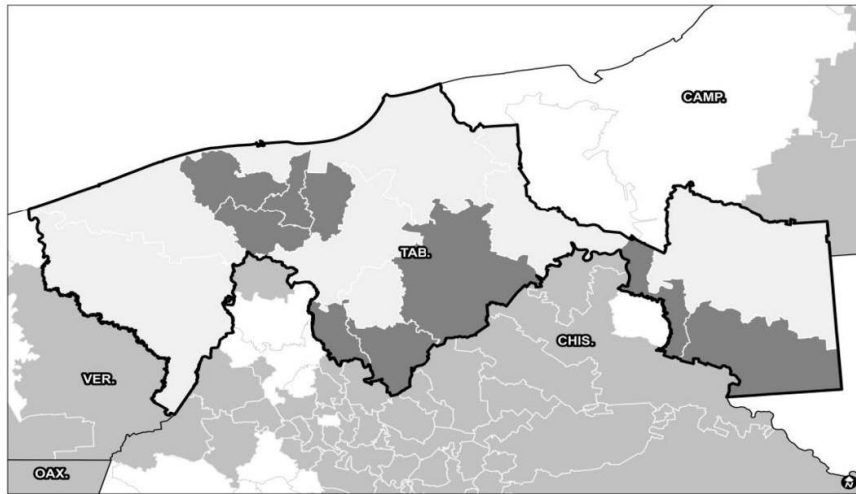 CAMP.
TAB.
CHIS.
VER.
OAX.
N